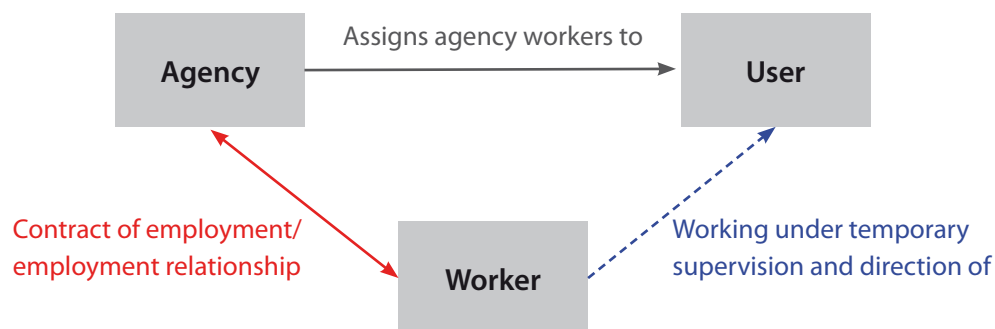 Assigns agency workers to
Agency
User
Contract of employment/
employment relationship
Working under temporary
supervision and direction of
Worker